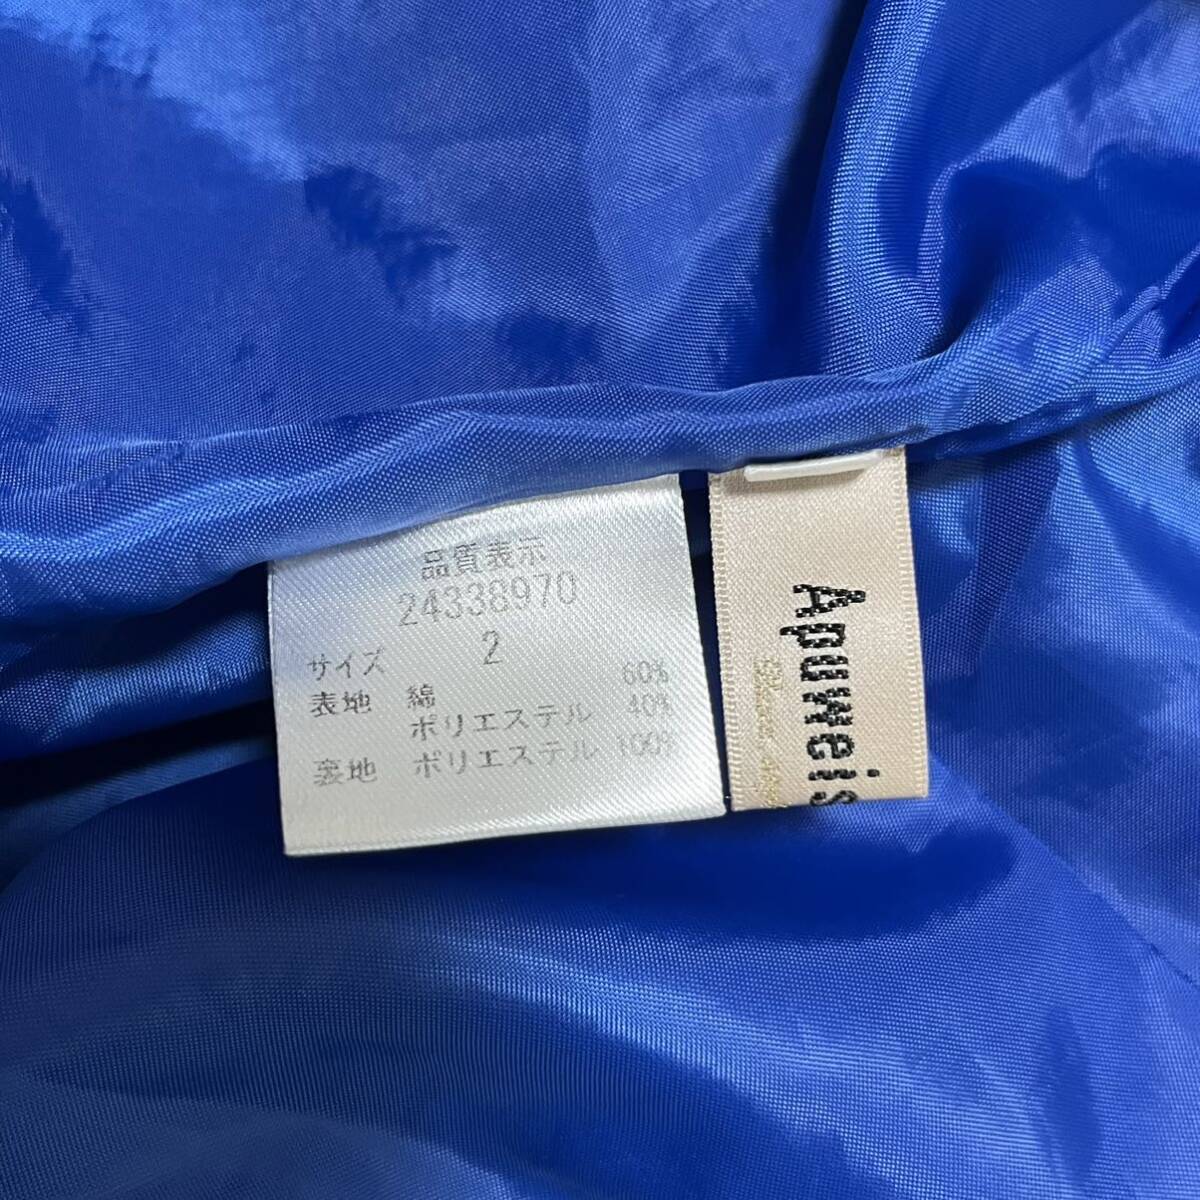 品質表示
24338970
サイズ 2
表地 綿 60%
ポリエステル 40%
裏地 ポリエステル 100%
Apuweis